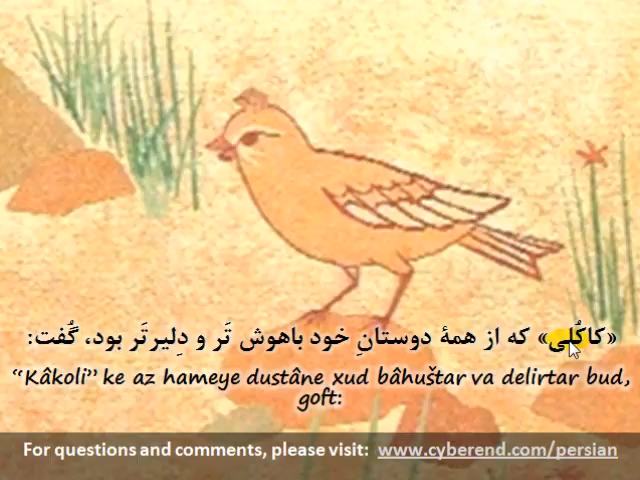 «کاکُلی» که از همهٔ دوستانِ خود باهوش تَر و دِلیرتَر بود، گُفت:
“Kâkoli” ke az hameye dustâne xud bâhuštar va delirtar bud,
goft:
For questions and comments, please visit: www.cyberend.com/persian